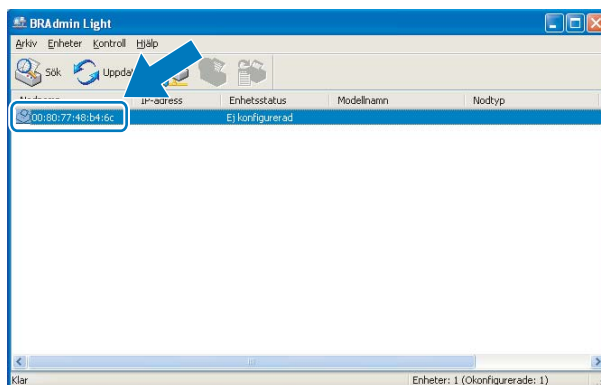 BRAdmin Light
Arkiv Enheter Kontroll Hjälp
Sök
IP-adress Enhetsstatus Modellnamn Nodtyp
00:80:77:48:b4:6c Ej konfigurerad
Klar Enheter: 1 (Okonfigurerade: 1)